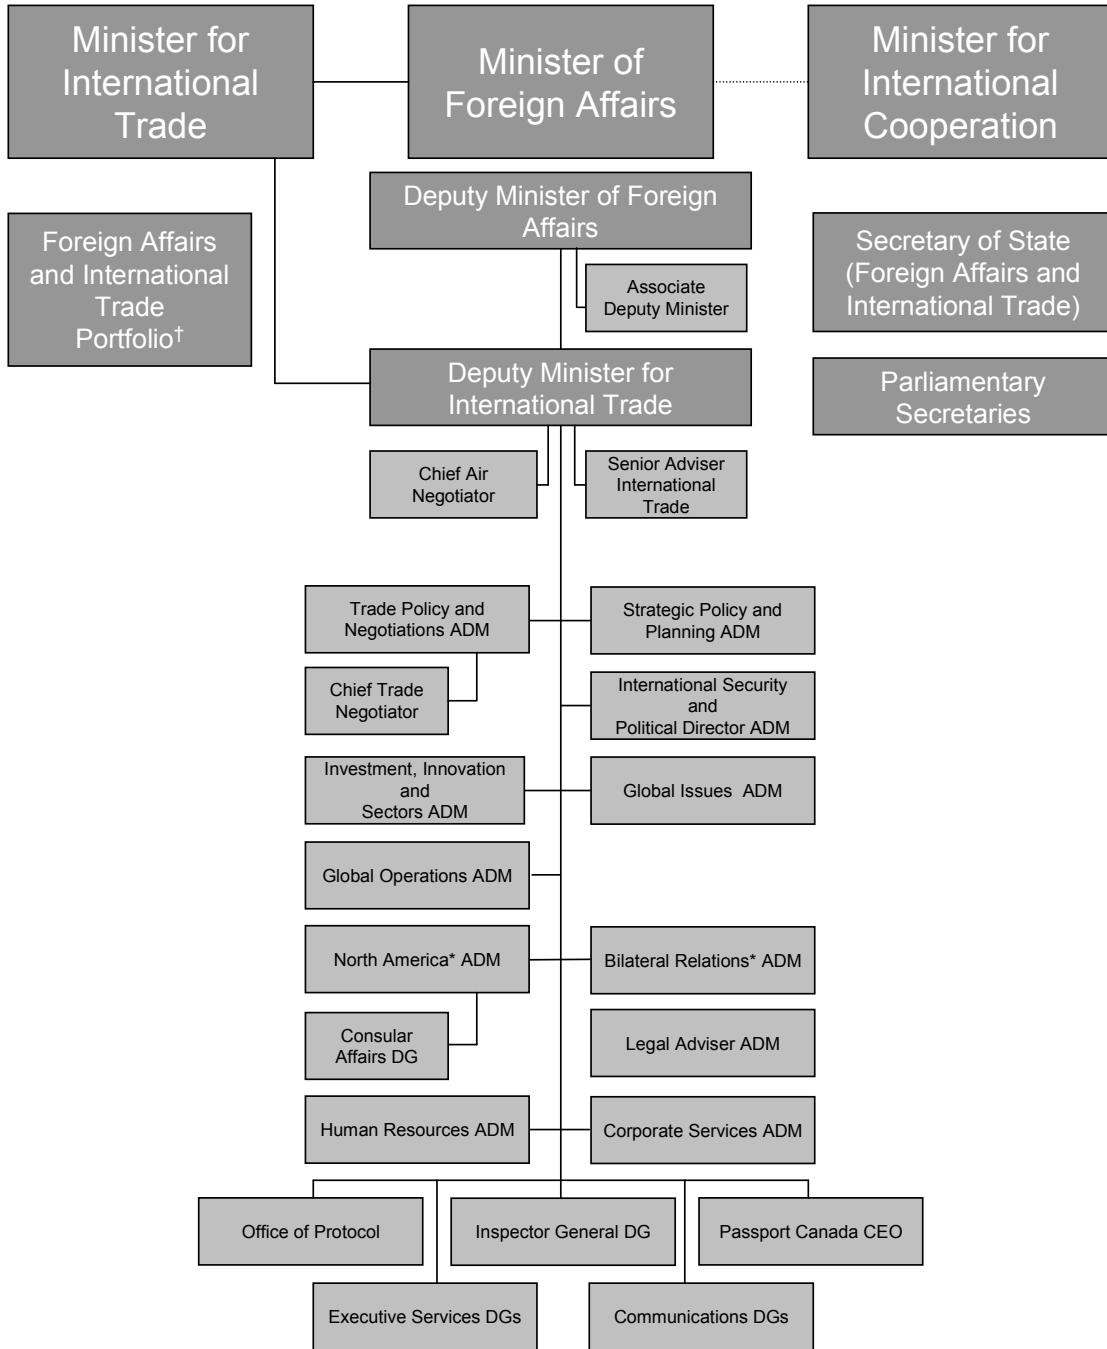 Minister for
International
Trade
Minister of
Foreign Affairs
Minister for
International
Cooperation
Deputy Minister of Foreign
Affairs
Foreign Affairs
and International
Trade
Portfolio†
Secretary of State
(Foreign Affairs and
International Trade)
Associate
Deputy Minister
Deputy Minister for
International Trade
Parliamentary
Secretaries
Chief Air
Negotiator
Senior Adviser
International
Trade
Trade Policy and
Negotiations ADM
Strategic Policy and
Planning ADM
Chief Trade
Negotiator
International Security
and
Political Director ADM
Investment, Innovation
and
Sectors ADM
Global Issues  ADM
Global Operations ADM
North America* ADM
Bilateral Relations* ADM
Consular
Affairs DG
Legal Adviser ADM
Human Resources ADM
Corporate Services ADM
Office of Protocol
Inspector General DG
Passport Canada CEO
Executive Services DGs
Communications DGs